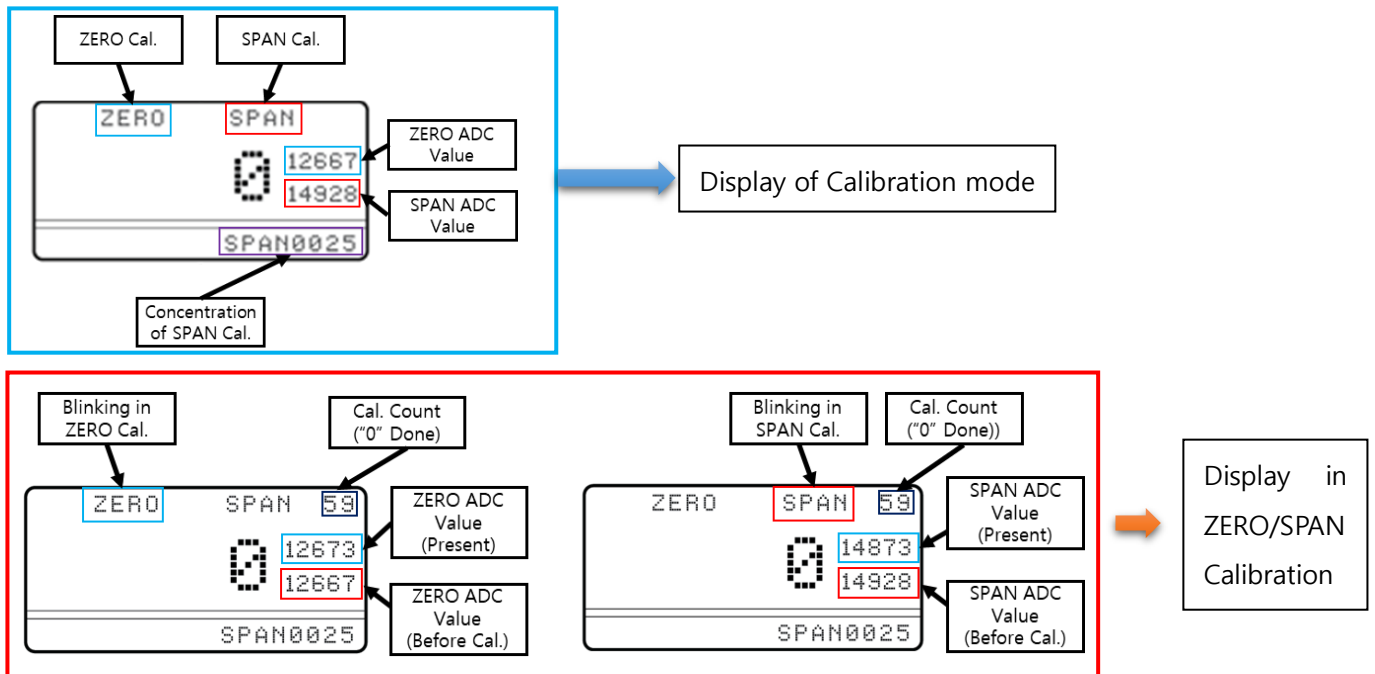 ZERO Cal.
SPAN Cal.
ZERO SPAN
ZERO ADC
Value
0
12667
14928
SPAN ADC
Value
SPAN0025
Concentration
of SPAN Cal.
Display of Calibration mode
Blinking in
ZERO Cal.
Cal. Count
("0" Done)
ZERO SPAN 59
ZERO ADC
Value
(Present)
0
12673
12667
ZERO ADC
Value
(Before Cal.)
SPAN0025
Blinking in
SPAN Cal.
Cal. Count
("0" Done))
ZERO SPAN 59
SPAN ADC
Value
(Present)
0
14873
14928
SPAN ADC
Value
(Before Cal.)
SPAN0025
Display in
ZERO/SPAN
Calibration